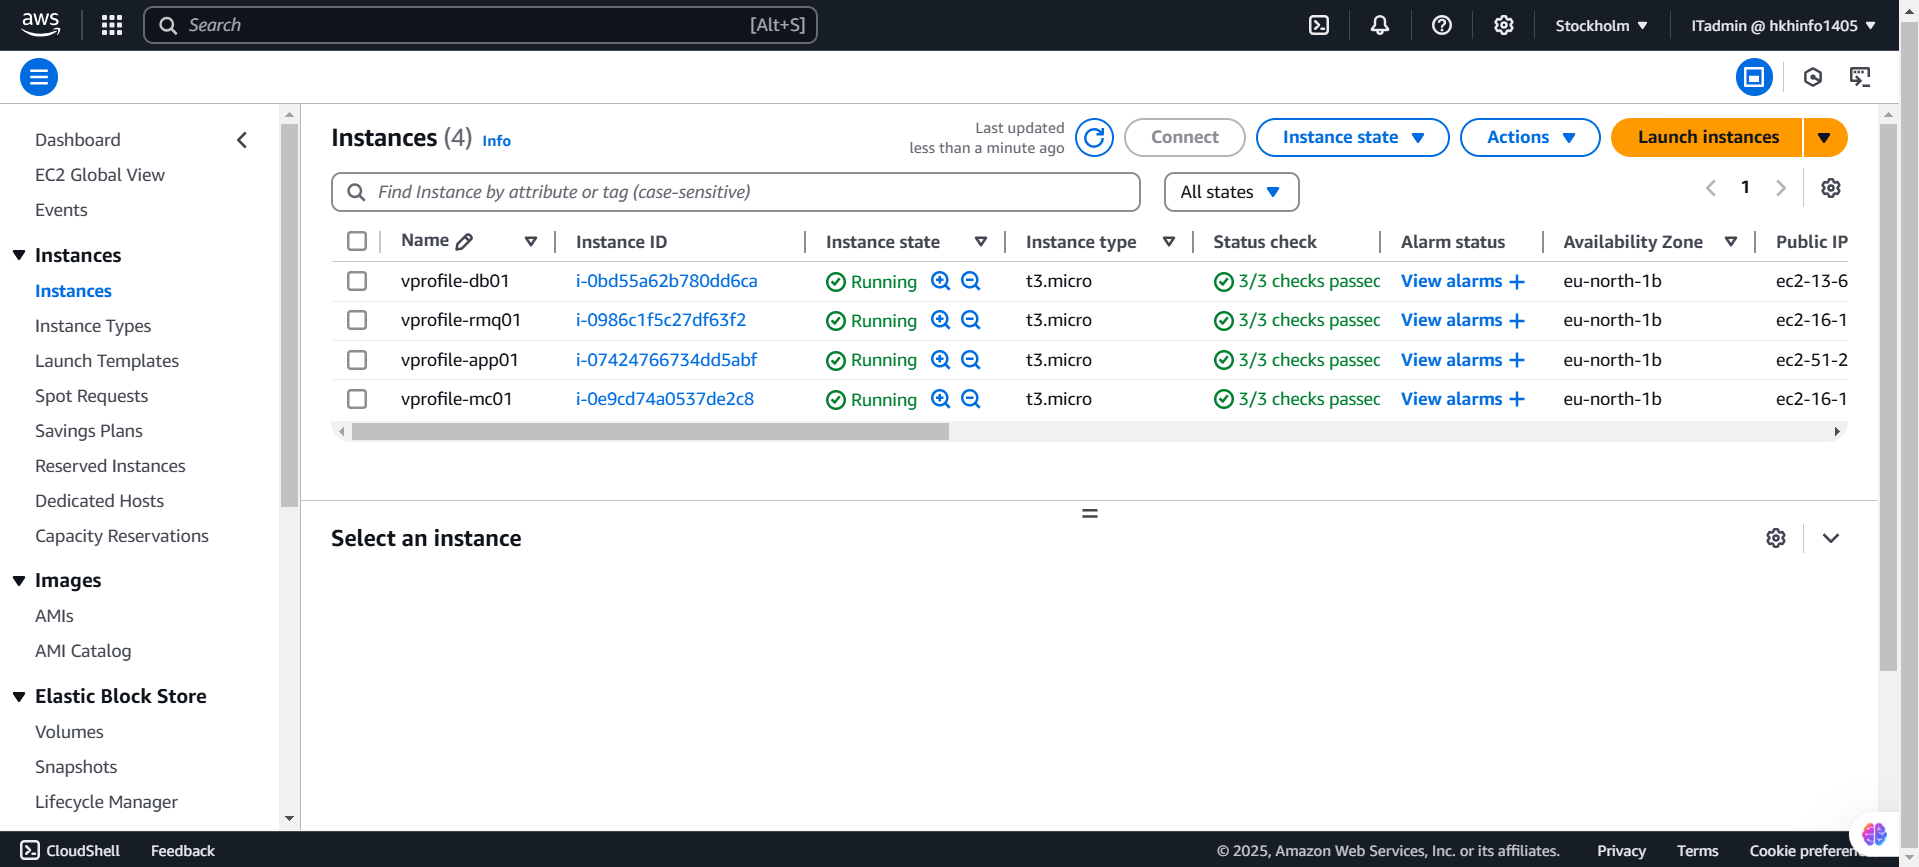 aws
Search [Alt+S]
Stockholm
ITadmin @ hkhinfo1405
Dashboard
EC2 Global View
Events
Instances
Instances
Instance Types
Launch Templates
Spot Requests
Savings Plans
Reserved Instances
Dedicated Hosts
Capacity Reservations
Images
AMIs
AMI Catalog
Elastic Block Store
Volumes
Snapshots
Lifecycle Manager
Instances (4) Info
Last updated
less than a minute ago
Connect
Instance state
Actions
Launch instances
Find Instance by attribute or tag (case-sensitive)
All states
1
Name Instance ID Instance state Instance type Status check Alarm status Availability Zone Public IP
vprofile-db01 i-0bd55a62b780dd6ca Running t3.micro 3/3 checks passed View alarms + eu-north-1b ec2-13-6
vprofile-rmq01 i-0986c1f5c27df63f2 Running t3.micro 3/3 checks passed View alarms + eu-north-1b ec2-16-1
vprofile-app01 i-07424766734dd5abf Running t3.micro 3/3 checks passed View alarms + eu-north-1b ec2-51-2
vprofile-mc01 i-0e9cd74a0537de2c8 Running t3.micro 3/3 checks passed View alarms + eu-north-1b ec2-16-1
Select an instance
CloudShell Feedback
© 2025, Amazon Web Services, Inc. or its affiliates. Privacy Terms Cookie preferen